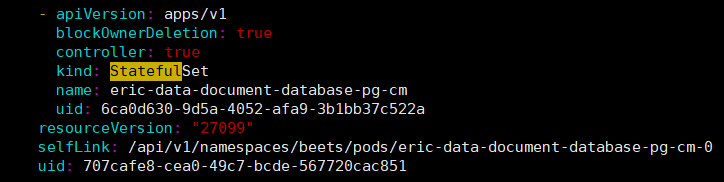 - apiVersion: apps/v1
blockOwnerDeletion: true
controller: true
kind: StatefulSet
name: eric-data-document-database-pg-cm
uid: 6ca0d630-9d5a-4052-afa9-3b1bb37c522a
resourceVersion: "27099"
selfLink: /api/v1/namespaces/beets/pods/eric-data-document-database-pg-cm-0
uid: 707cafe8-cea0-49c7-bcde-567720cac851